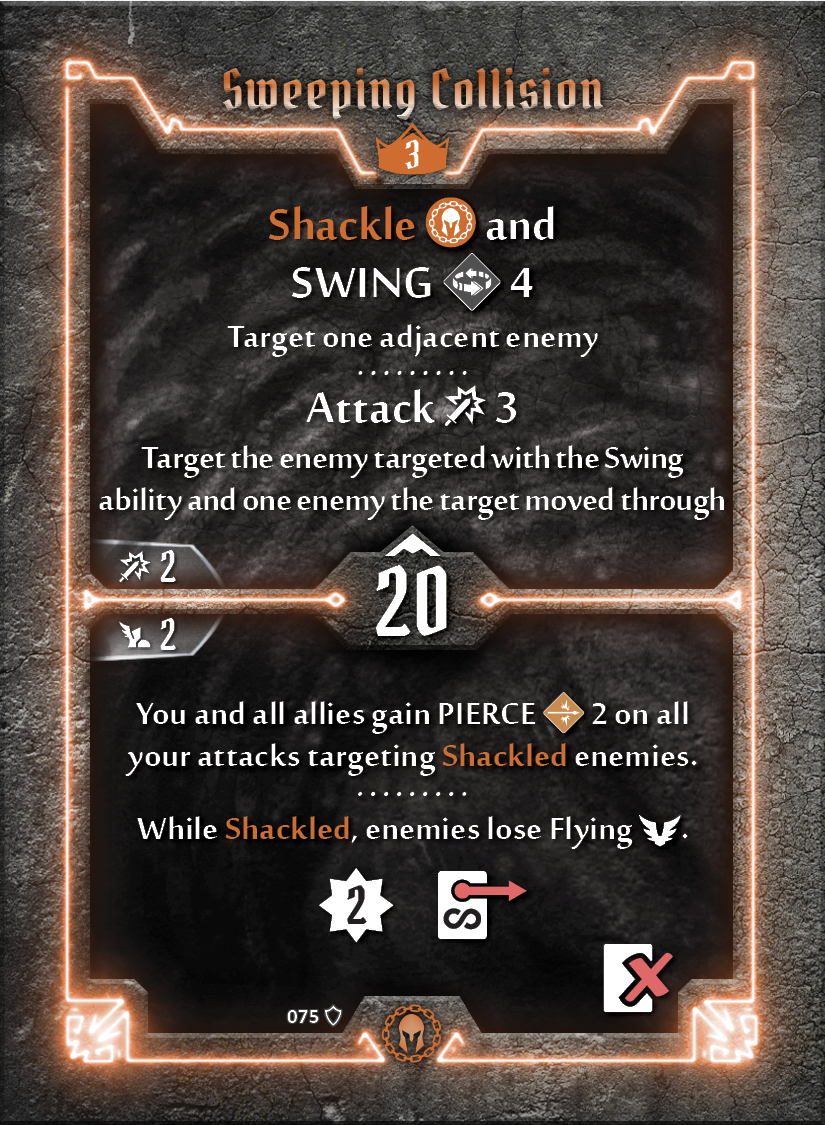 Sweeping Collision
3
Shackle and
SWING 4
Target one adjacent enemy
.........
Attack 3
Target the enemy targeted with the Swing
ability and one enemy the target moved through
2
20
2
You and all allies gain PIERCE 2 on all
your attacks targeting Shackled enemies.
.........
While Shackled, enemies lose Flying .
2
075